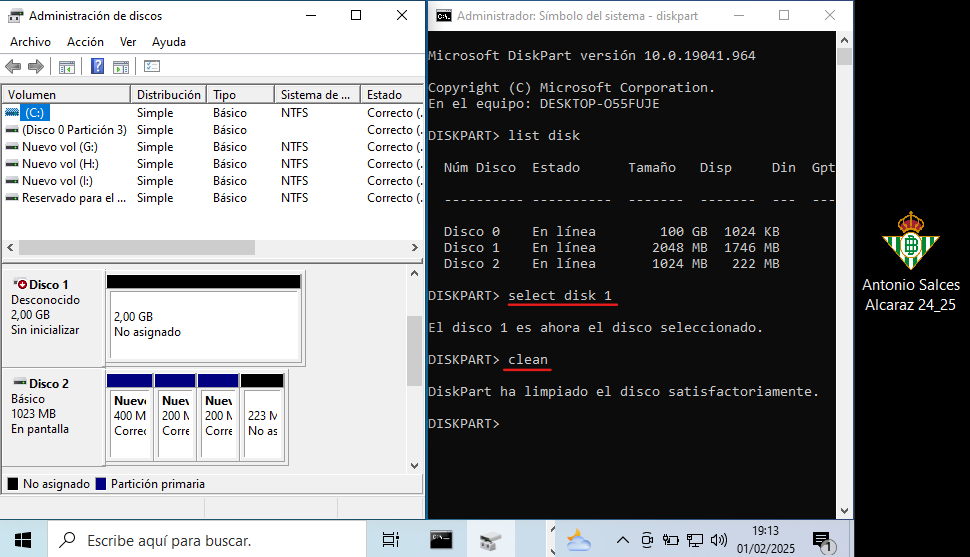 Administración de discos
Archivo Acción Ver Ayuda
Volumen Distribución Tipo Sistema de ... Estado
(C:) Simple Básico NTFS Correcto (.
(Disco 0 Partición 3) Simple Básico Correcto (.
Nuevo vol (G:) Simple Básico NTFS Correcto (.
Nuevo vol (H:) Simple Básico NTFS Correcto (.
Nuevo vol (I:) Simple Básico NTFS Correcto (.
Reservado para el ... Simple Básico NTFS Correcto (.
Disco 1
Desconocido
2,00 GB
Sin inicializar
2,00 GB
No asignado
Disco 2
Básico
1023 MB
En pantalla
Nuevo Nuev Nuev
400 M 200 M 200 M 223 M
Correc Corre Corre No as
No asignado Partición primaria
Administrador: Símbolo del sistema - diskpart
Microsoft DiskPart versión 10.0.19041.964
Copyright (C) Microsoft Corporation.
En el equipo: DESKTOP-O55FUJE
DISKPART> list disk
Núm Disco Estado Tamaño Disp Din Gpt
---------- ---------- ------- ------- --- ---
Disco 0 En línea 100 GB 1024 KB
Disco 1 En línea 2048 MB 1746 MB
Disco 2 En línea 1024 MB 222 MB
DISKPART> select disk 1
El disco 1 es ahora el disco seleccionado.
DISKPART> clean
DiskPart ha limpiado el disco satisfactoriamente.
DISKPART>
Antonio Salces
Alcaraz 24_25
Escribe aquí para buscar.
19:13
01/02/2025
1